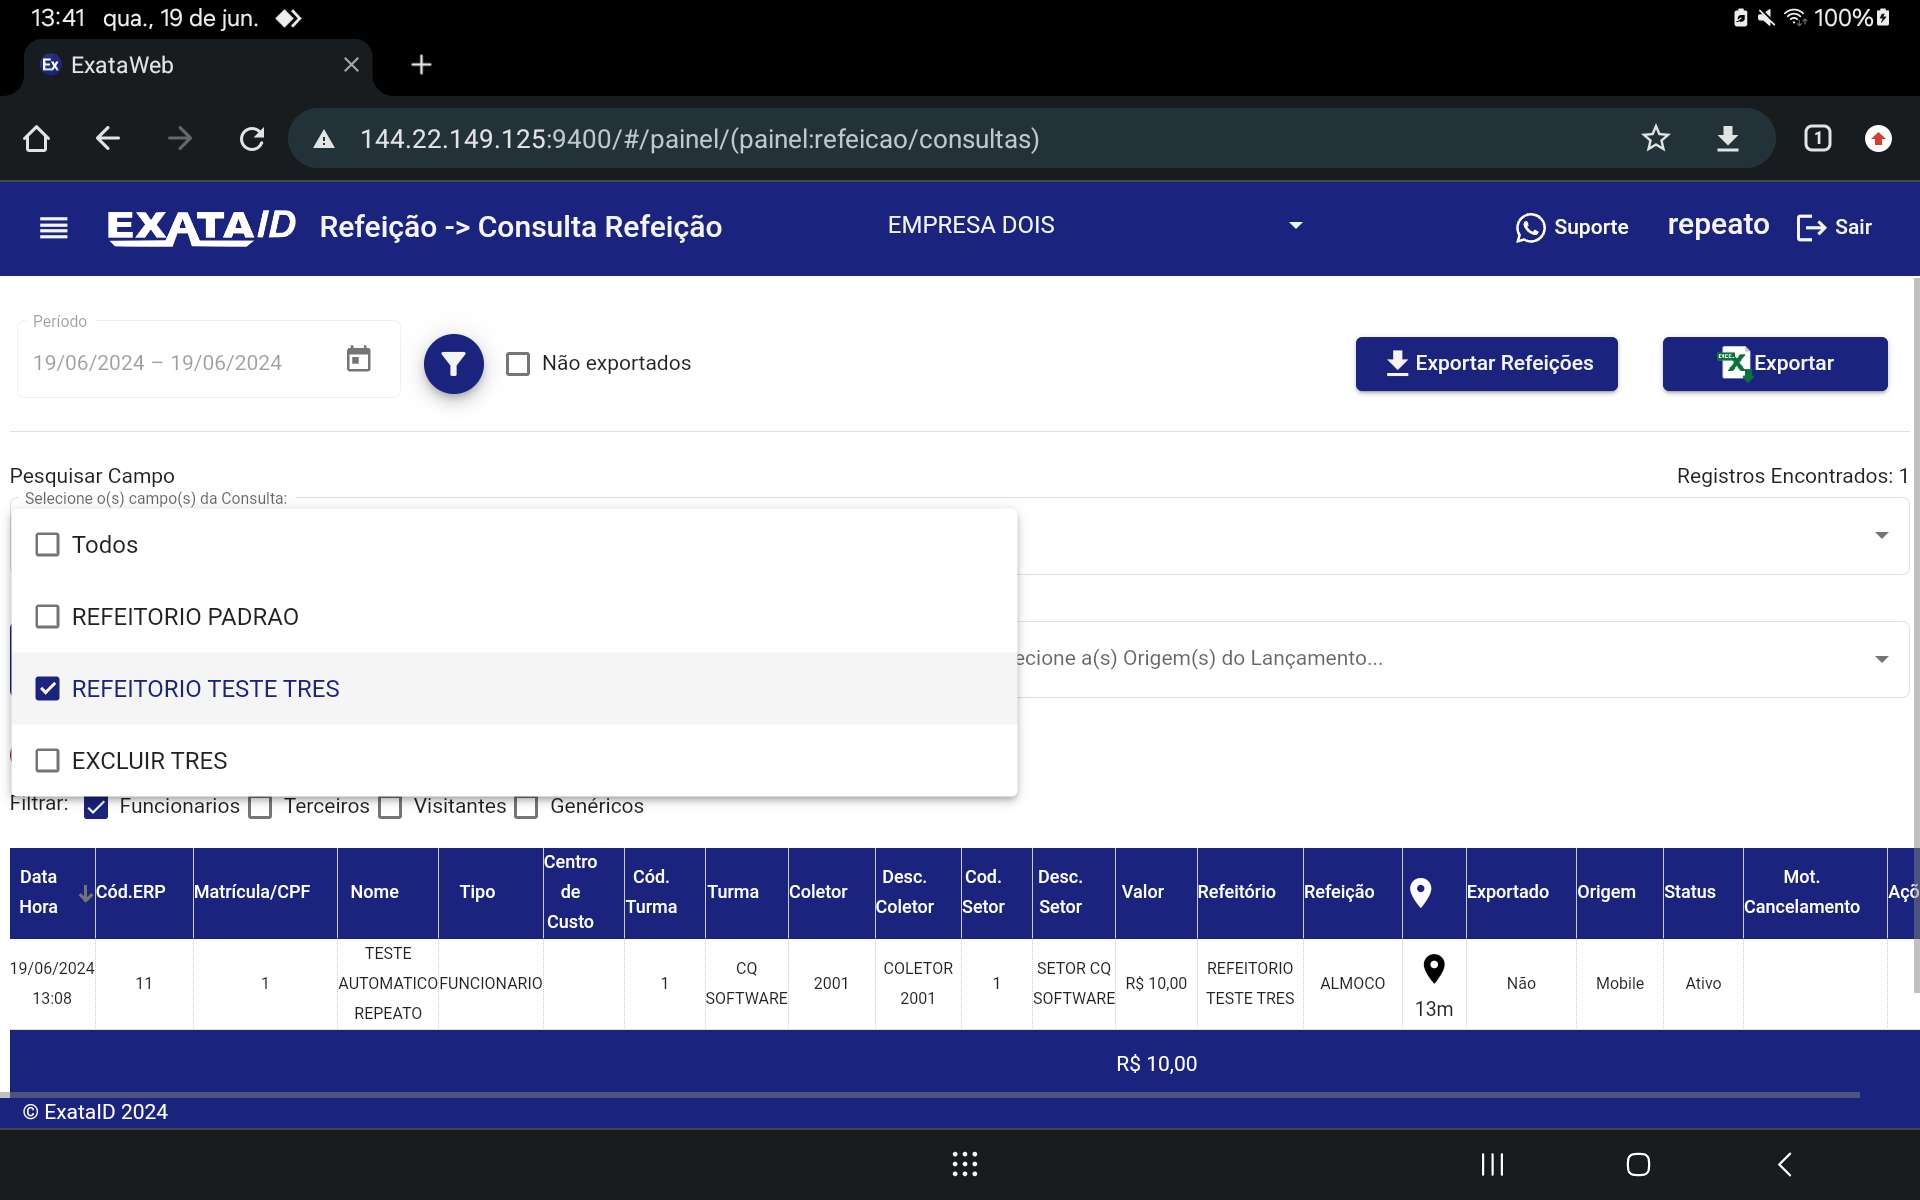 13:41 qua., 19 de jun. 100%
Ex ExataWeb
144.22.149.125:9400/#/painel/(painel:refeicao/consultas) 1
EXATAID Refeição -> Consulta Refeição EMPRESA DOIS Suporte repeato Sair
Período
19/06/2024 – 19/06/2024 Não exportados Exportar Refeições Exportar
Pesquisar Campo Registros Encontrados: 1
Selecione o(s) campo(s) da Consulta:
Todos
REFEITORIO PADRAO
ecione a(s) Origem(s) do Lançamento...
REFEITORIO TESTE TRES
EXCLUIR TRES
Filtrar: Funcionarios Terceiros Visitantes Genéricos
Data Hora Cód.ERP Matrícula/CPF Nome Tipo Centro de Custo Cód. Turma Turma Coletor Desc. Coletor Cod. Setor Desc. Setor Valor Refeitório Refeição Exportado Origem Status Mot. Cancelamento Açõ
19/06/2024 13:08 11 1 TESTE AUTOMATICO REPEATO FUNCIONARIO 1 CQ SOFTWARE 2001 COLETOR 2001 1 SETOR CQ SOFTWARE R$ 10,00 REFEITORIO TESTE TRES ALMOCO 13m Não Mobile Ativo
R$ 10,00
© ExataID 2024